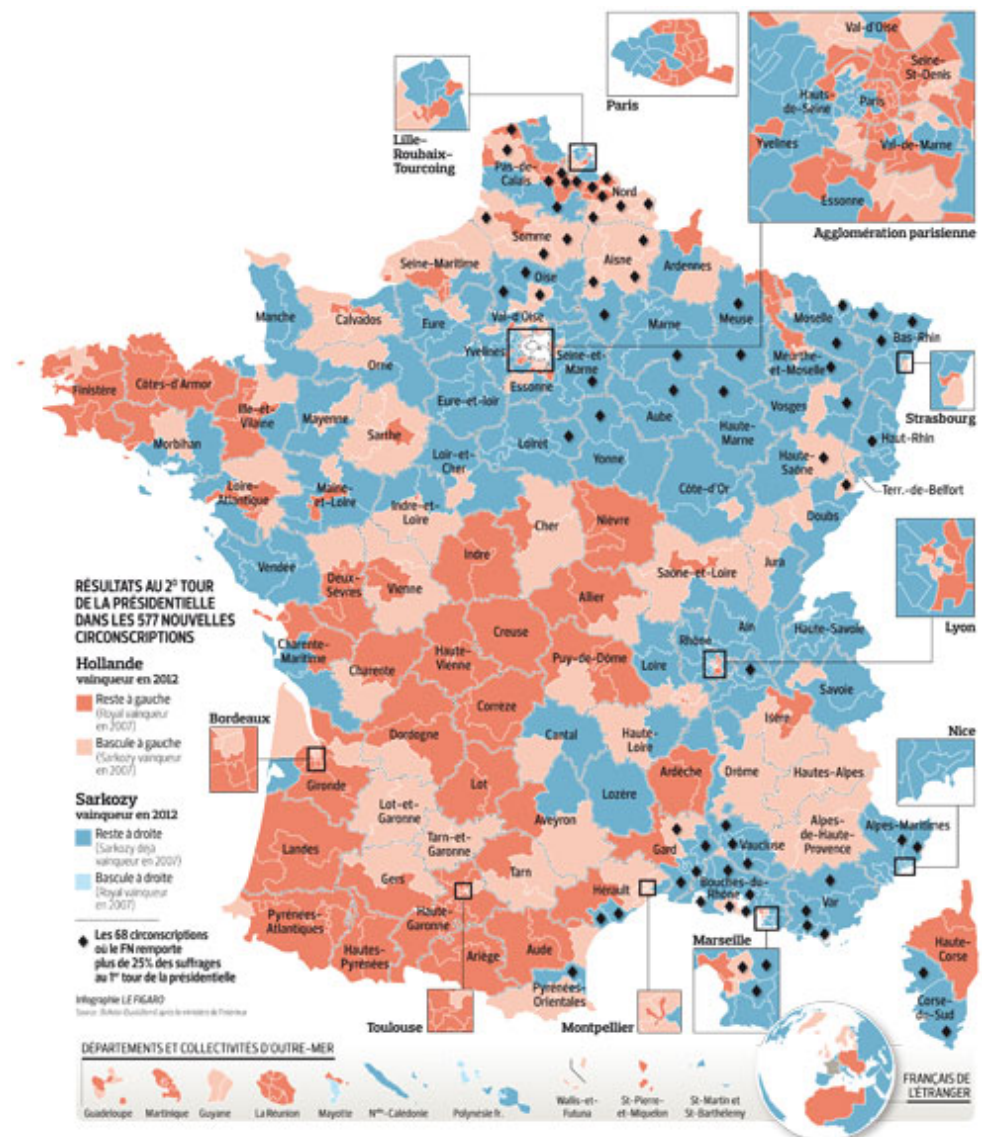 Paris
Val-d'Oise
Seine-
St-Denis
Hauts-
de-Seine
Paris
Yvelines
Val-de-Marne
Essonne
Agglomération parisienne
Lille-
Roubaix-
Tourcoing
Pas-de-
Calais
Nord
Somme
Seine-Maritime
Aisne
Ardennes
Oise
Manche
Calvados
Eure
Val-d'Oise
Marne
Meuse
Moselle
Bas-Rhin
Orne
Yvelines
Seine-et-
Marne
Meurthe-
et-Moselle
Essonne
Finistère
Côtes-d'Armor
Ille-et-
Vilaine
Mayenne
Eure-et-loir
Aube
Vosges
Strasbourg
Morbihan
Sarthe
Loiret
Haute-
Marne
Haut-Rhin
Loir-et-
Cher
Yonne
Haute-
Saône
Loire-
Atlantique
Maine-
et-Loire
Indre-et-
Loire
Côte-d'Or
Terr.-de-Belfort
Cher
Nièvre
Doubs
Vendée
Indre
Deux-
Sèvres
Vienne
Saône-et-Loire
Jura
Allier
Creuse
Ain
Rhône
Haute-Savoie
Lyon
Charente-
Maritime
Haute-
Vienne
Charente
Puy-de-Dôme
Loire
Savoie
Corrèze
Isère
Bordeaux
Dordogne
Cantal
Haute-
Loire
Nice
Gironde
Ardèche
Drôme
Hautes-Alpes
Lot
Lozère
Lot-et-
Garonne
Aveyron
Alpes-
de-Haute-
Provence
Alpes-Maritimes
Landes
Tarn-et-
Garonne
Gard
Vaucluse
Gers
Tarn
Hérault
Bouches-du-
Rhône
Var
Pyrénées-
Atlantiques
Haute-
Garonne
Hautes-
Pyrénées
Ariège
Aude
Marseille
Haute-
Corse
Pyrénées-
Orientales
Corse-
de-Sud
Toulouse
Montpellier
RÉSULTATS AU 2º TOUR
DE LA PRÉSIDENTIELLE
DANS LES 577 NOUVELLES
CIRCONSCRIPTIONS
Hollande
vainqueur en 2012
Reste à gauche
(Royal vainqueur
en 2007)
Bascule à gauche
(Sarkozy vainqueur
en 2007)
Sarkozy
vainqueur en 2012
Reste à droite
(Sarkozy déjà
vainqueur en 2007)
Bascule à droite
(Royal vainqueur
en 2007)
Les 68 circonscriptions
où le FN remporte
plus de 25% des suffrages
au 1er tour de la présidentielle
Infographie LE FIGARO
DÉPARTEMENTS ET COLLECTIVITÉS D'OUTRE-MER
Guadeloupe
Martinique
Guyane
La Réunion
Mayotte
Nlle-Calédonie
Polynésie fr.
Wallis-et-
Futuna
St-Pierre-
et-Miquelon
St-Martin et
St-Barthélemy
FRANÇAIS DE
L'ÉTRANGER